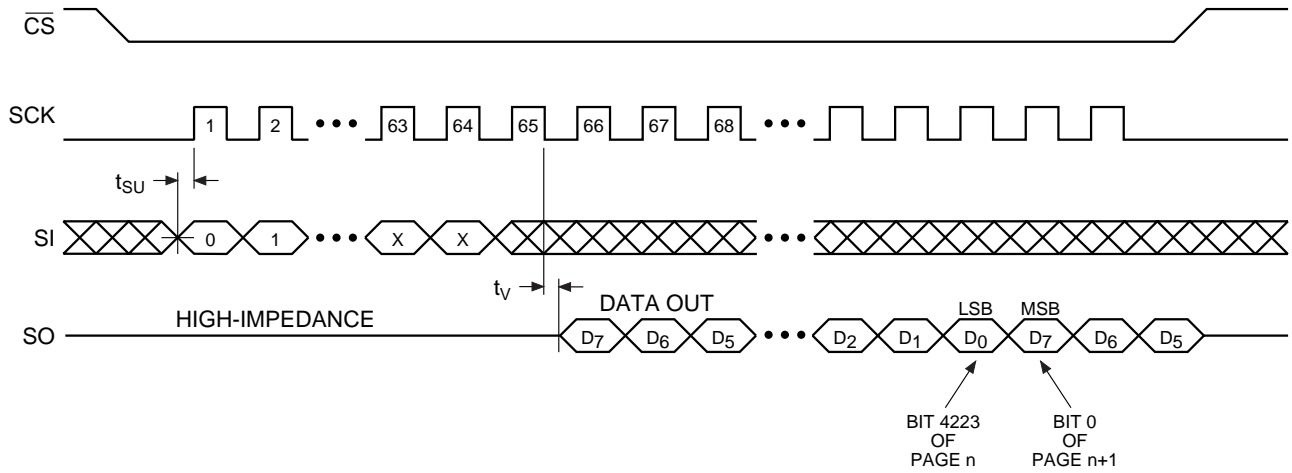 CS
SCK
1 2 ••• 63 64 65 66 67 68 •••
tSU
SI
0 1 ••• X X •••
tV
DATA OUT
HIGH-IMPEDANCE
LSB MSB
SO
D7 D6 D5 ••• D2 D1 D0 D7 D6 D5
BIT 4223
OF
PAGE n
BIT 0
OF
PAGE n+1